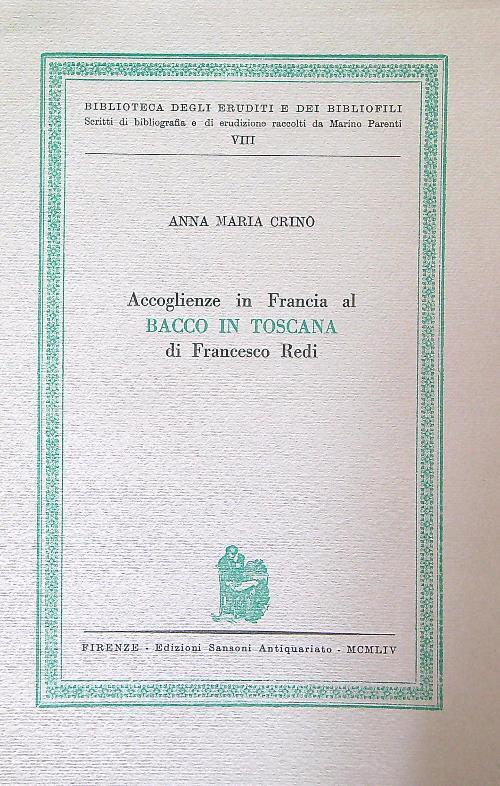 BIBLIOTECA DEGLI ERUDITI E DEI BIBLIOFILI
Scritti di bibliografia e di erudizione raccolti da Marino Parenti
VIII
ANNA MARIA CRINÒ
Accoglienze in Francia al
BACCO IN TOSCANA
di Francesco Redi
FIRENZE - Edizioni Sansoni Antiquariato - MCMLIV